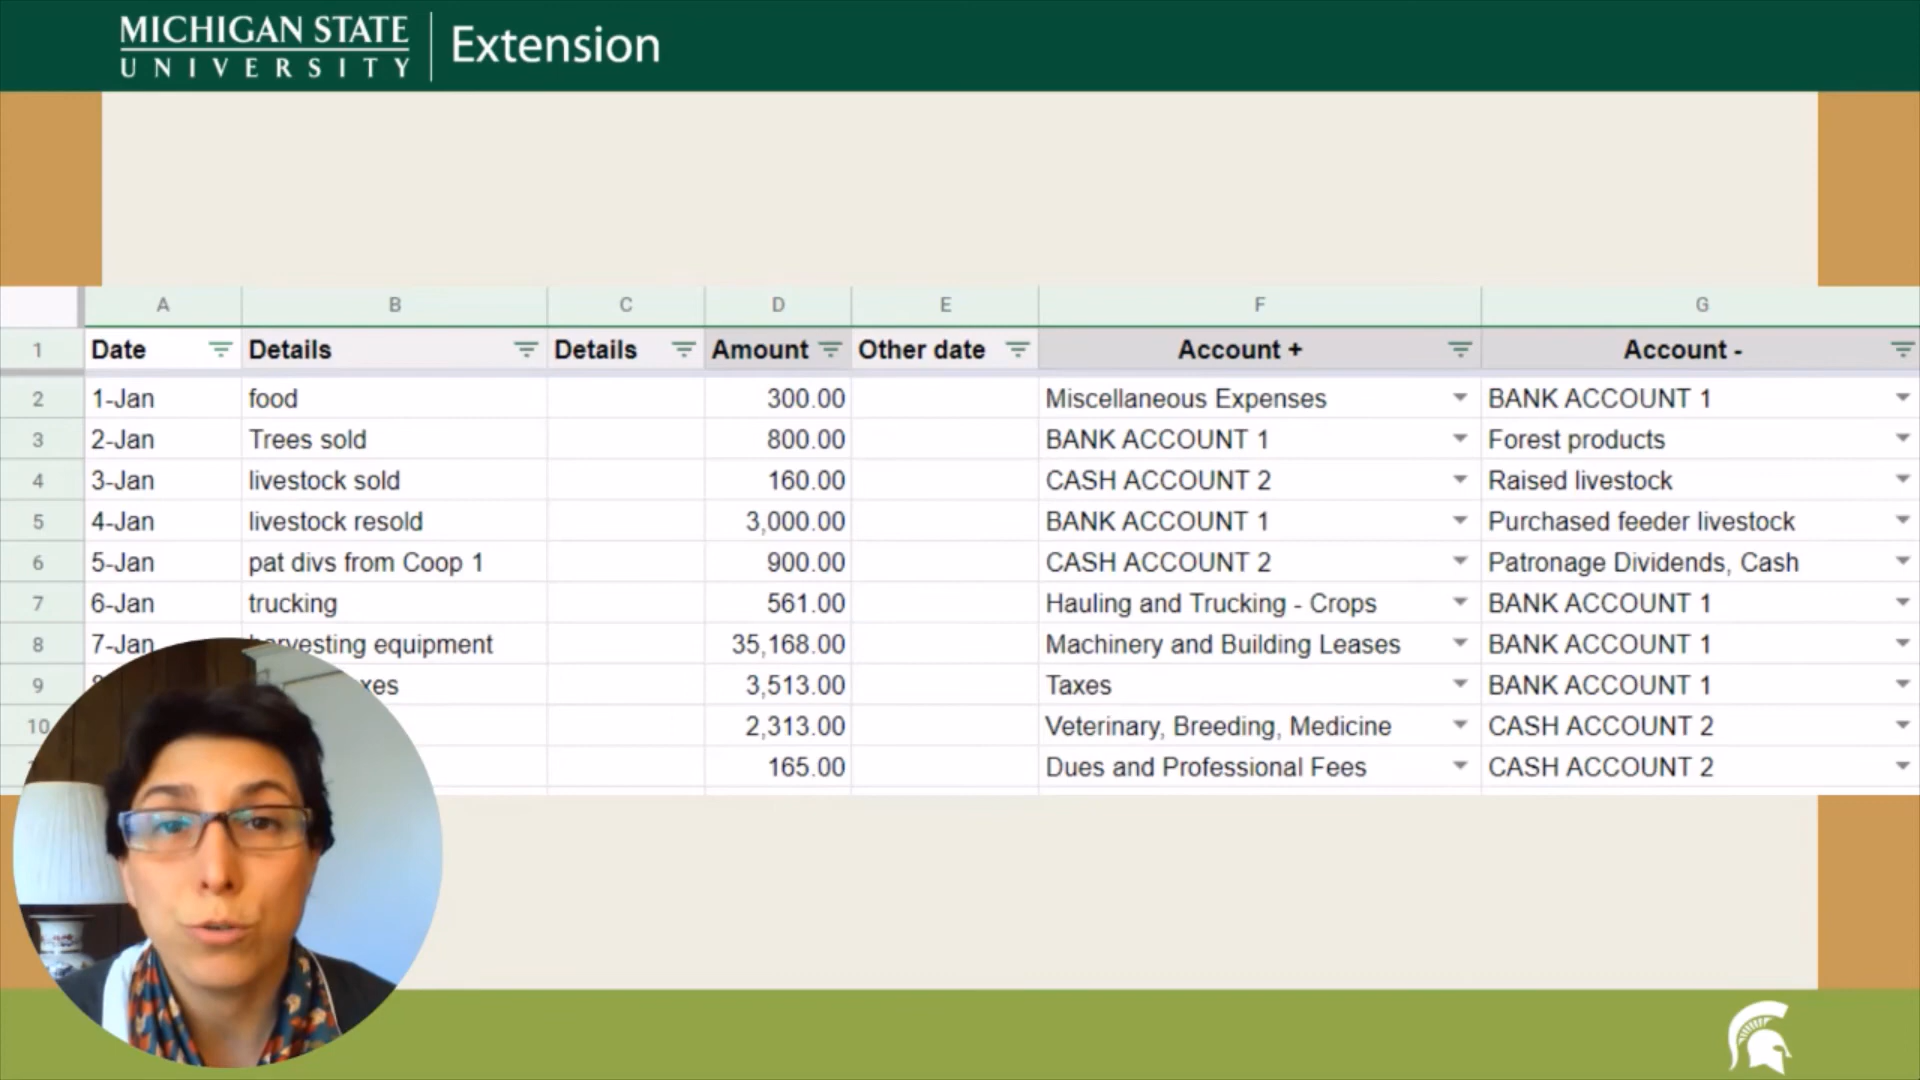 MICHIGAN STATE
UNIVERSITY
Extension
A B C D E F G
1 Date Details Details Amount Other date Account + Account -
2 1-Jan food 300.00 Miscellaneous Expenses BANK ACCOUNT 1
3 2-Jan Trees sold 800.00 BANK ACCOUNT 1 Forest products
4 3-Jan livestock sold 160.00 CASH ACCOUNT 2 Raised livestock
5 4-Jan livestock resold 3,000.00 BANK ACCOUNT 1 Purchased feeder livestock
6 5-Jan pat divs from Coop 1 900.00 CASH ACCOUNT 2 Patronage Dividends, Cash
7 6-Jan trucking 561.00 Hauling and Trucking - Crops BANK ACCOUNT 1
8 7-Jan harvesting equipment 35,168.00 Machinery and Building Leases BANK ACCOUNT 1
9 3,513.00 Taxes BANK ACCOUNT 1
10 2,313.00 Veterinary, Breeding, Medicine CASH ACCOUNT 2
165.00 Dues and Professional Fees CASH ACCOUNT 2